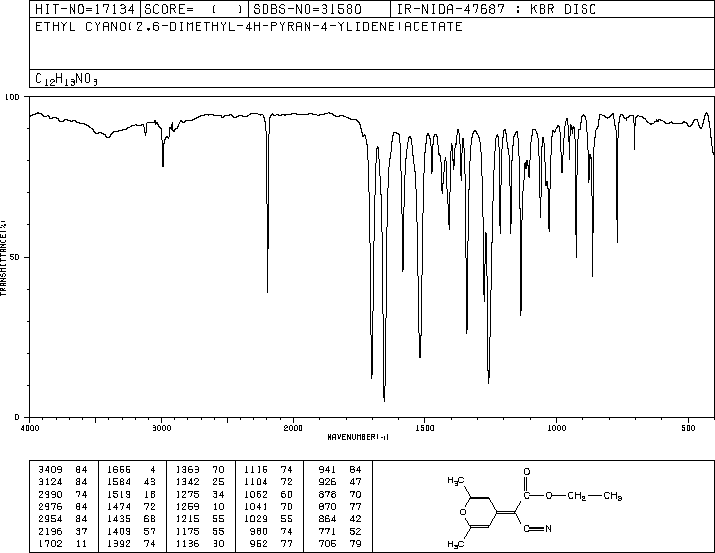 HIT-NO=17134 SCORE= ( ) SDBS-NO=31580 IR-NIDA-47687 : KBR DISC
ETHYL CYANO(2,6-DIMETHYL-4H-PYRAN-4-YLIDENE)ACETATE
C12H13NO3
100
TRANSMITTANCE(%)
50
0
4000 3000 2000 1500 1000 500
WAVENUMBER(-1)
3409 84 1656 4 1363 70 1116 74 941 84
3124 84 1584 43 1342 25 1104 72 926 47
2990 74 1519 16 1275 34 1062 60 878 70
2976 84 1474 72 1259 10 1041 70 870 77
2954 84 1435 68 1215 55 1029 55 864 42
2196 37 1409 57 1175 55 980 74 771 52
1702 11 1392 74 1136 30 962 77 706 79
O
H3C
C—O—CH2—CH3
O
C≡N
H3C